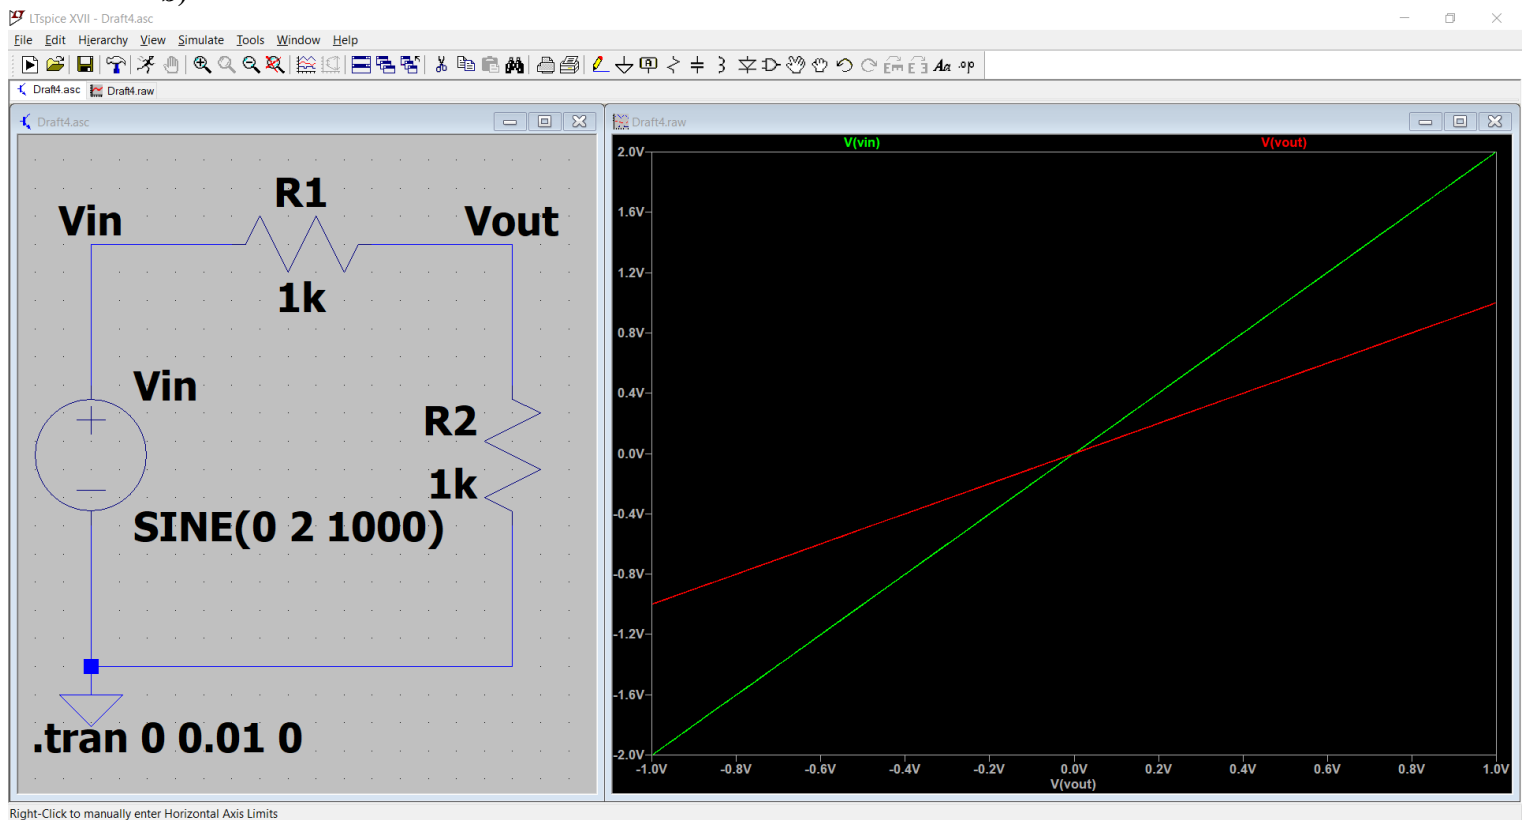 b)
LTspice XVII - Draft4.asc
File Edit Hierarchy View Simulate Tools Window Help
Draft4.asc Draft4.raw
Draft4.asc
Vin
R1
1k
Vout
Vin
R2
1k
SINE(0 2 1000)
.tran 0 0.01 0
Draft4.raw
V(vin) V(vout)
2.0V
1.6V
1.2V
0.8V
0.4V
0.0V
-0.4V
-0.8V
-1.2V
-1.6V
-2.0V
-1.0V -0.8V -0.6V -0.4V -0.2V 0.0V 0.2V 0.4V 0.6V 0.8V 1.0V
V(vout)
Right-Click to manually enter Horizontal Axis Limits